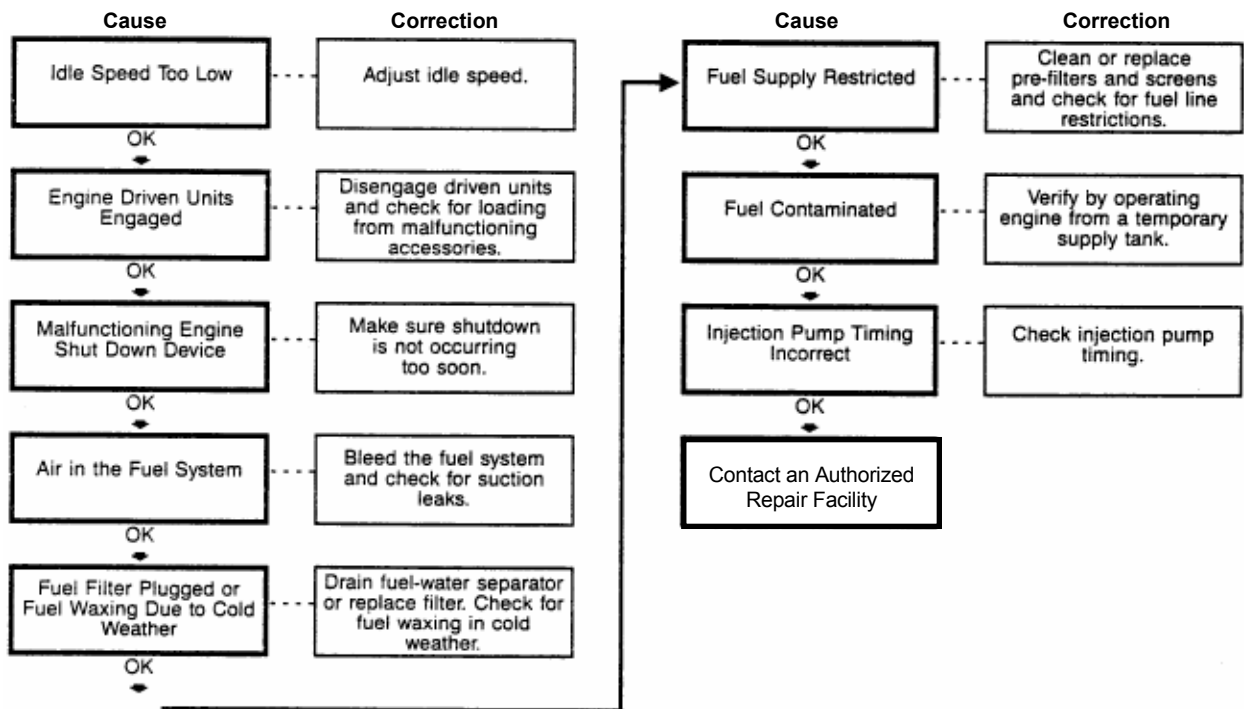 Cause
Correction
Idle Speed Too Low
Adjust idle speed.
OK
Engine Driven Units
Engaged
Disengage driven units
and check for loading
from malfunctioning
accessories.
OK
Malfunctioning Engine
Shut Down Device
Make sure shutdown
is not occurring
too soon.
OK
Air in the Fuel System
Bleed the fuel system
and check for suction
leaks.
OK
Fuel Filter Plugged or
Fuel Waxing Due to Cold
Weather
Drain fuel-water separator
or replace filter. Check for
fuel waxing in cold
weather.
OK
Cause
Correction
Fuel Supply Restricted
Clean or replace
pre-filters and screens
and check for fuel line
restrictions.
OK
Fuel Contaminated
Verify by operating
engine from a temporary
supply tank.
OK
Injection Pump Timing
Incorrect
Check injection pump
timing.
OK
Contact an Authorized
Repair Facility